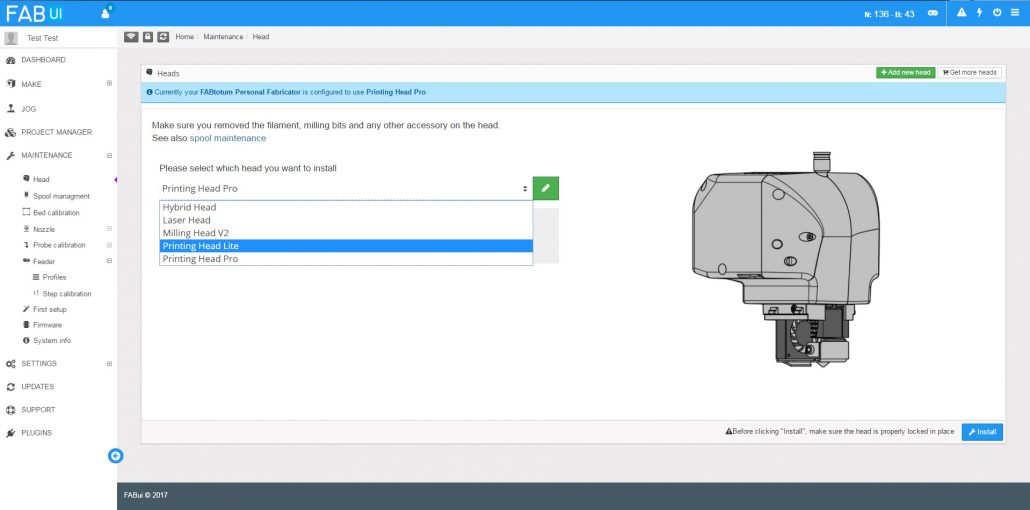 FAB UI
0
N: 136 - B: 43
Test Test
Home / Maintenance / Head
DASHBOARD
MAKE
JOG
PROJECT MANAGER
MAINTENANCE
Head
Spool managment
Bed calibration
Nozzle
Probe calibration
Feeder
Profiles
Step calibration
First setup
Firmware
System info
SETTINGS
UPDATES
SUPPORT
PLUGINS
Heads
Add new head
Get more heads
Currently your FABtotum Personal Fabricator is configured to use Printing Head Pro
Make sure you removed the filament, milling bits and any other accessory on the head.
See also spool maintenance
Please select which head you want to install
Printing Head Pro
Hybrid Head
Laser Head
Milling Head V2
Printing Head Lite
Printing Head Pro
Before clicking "Install", make sure the head is properly locked in place
Install
FABui © 2017